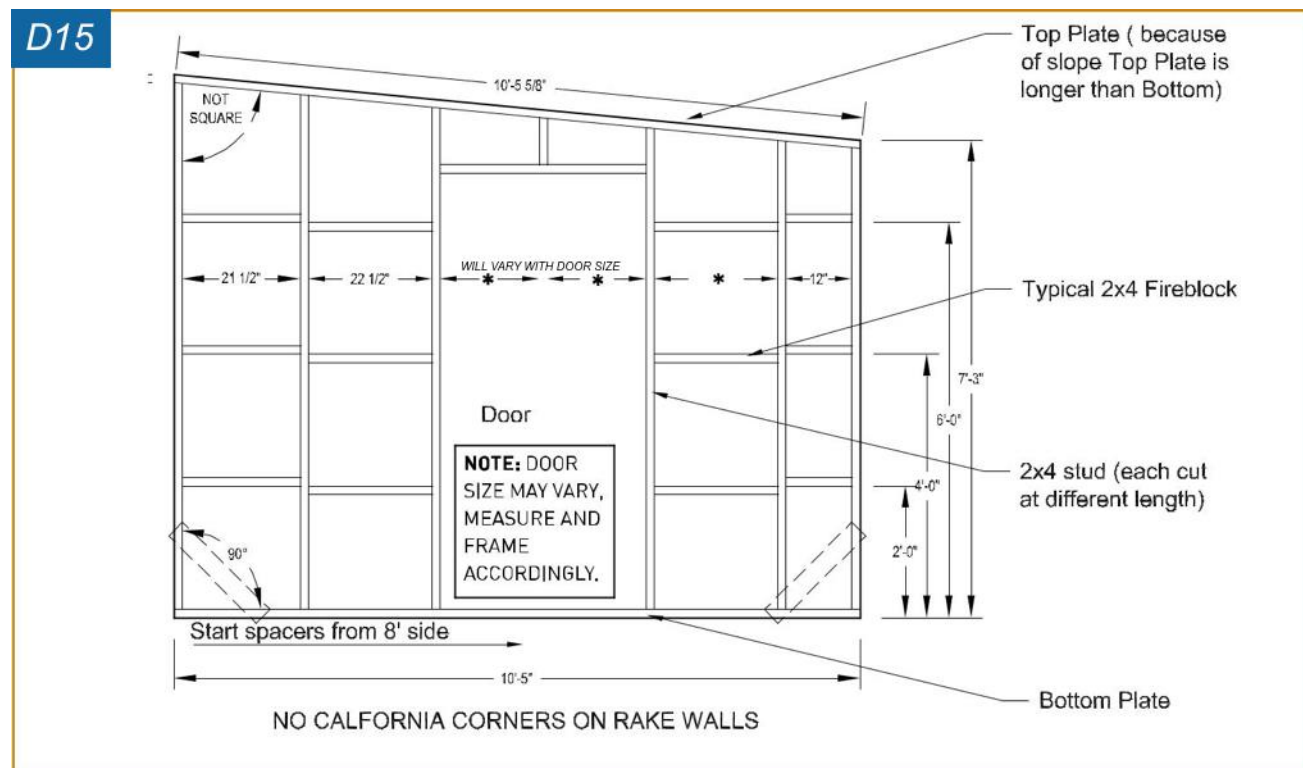 D15
Top Plate ( because
of slope Top Plate is
longer than Bottom)
10'-5 5/8"
NOT
SQUARE
WILL VARY WITH DOOR SIZE
21 1/2"
22 1/2"
*
*
*
12"
Typical 2x4 Fireblock
7'-3"
6'-0"
Door
2x4 stud (each cut
at different length)
4'-0"
NOTE: DOOR
SIZE MAY VARY,
MEASURE AND
FRAME
ACCORDINGLY.
90°
2'-0"
Start spacers from 8' side
10'-5"
Bottom Plate
NO CALFORNIA CORNERS ON RAKE WALLS